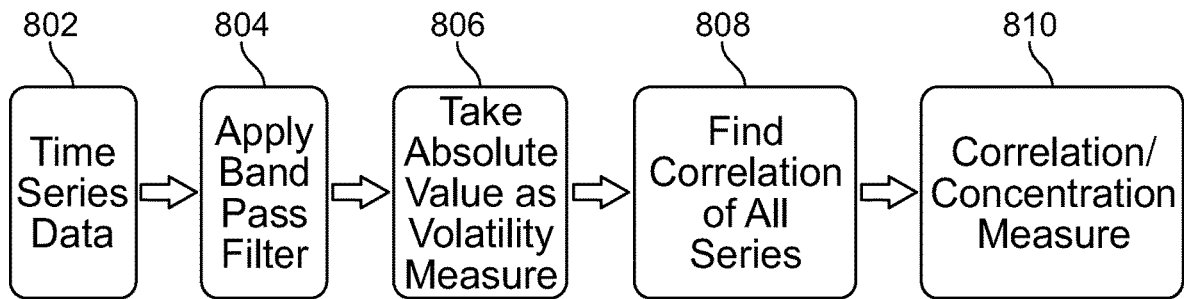 802
804
806
808
810
Time
Series
Data
Apply
Band
Pass
Filter
Take
Absolute
Value as
Volatility
Measure
Find
Correlation
of All
Series
Correlation/
Concentration
Measure